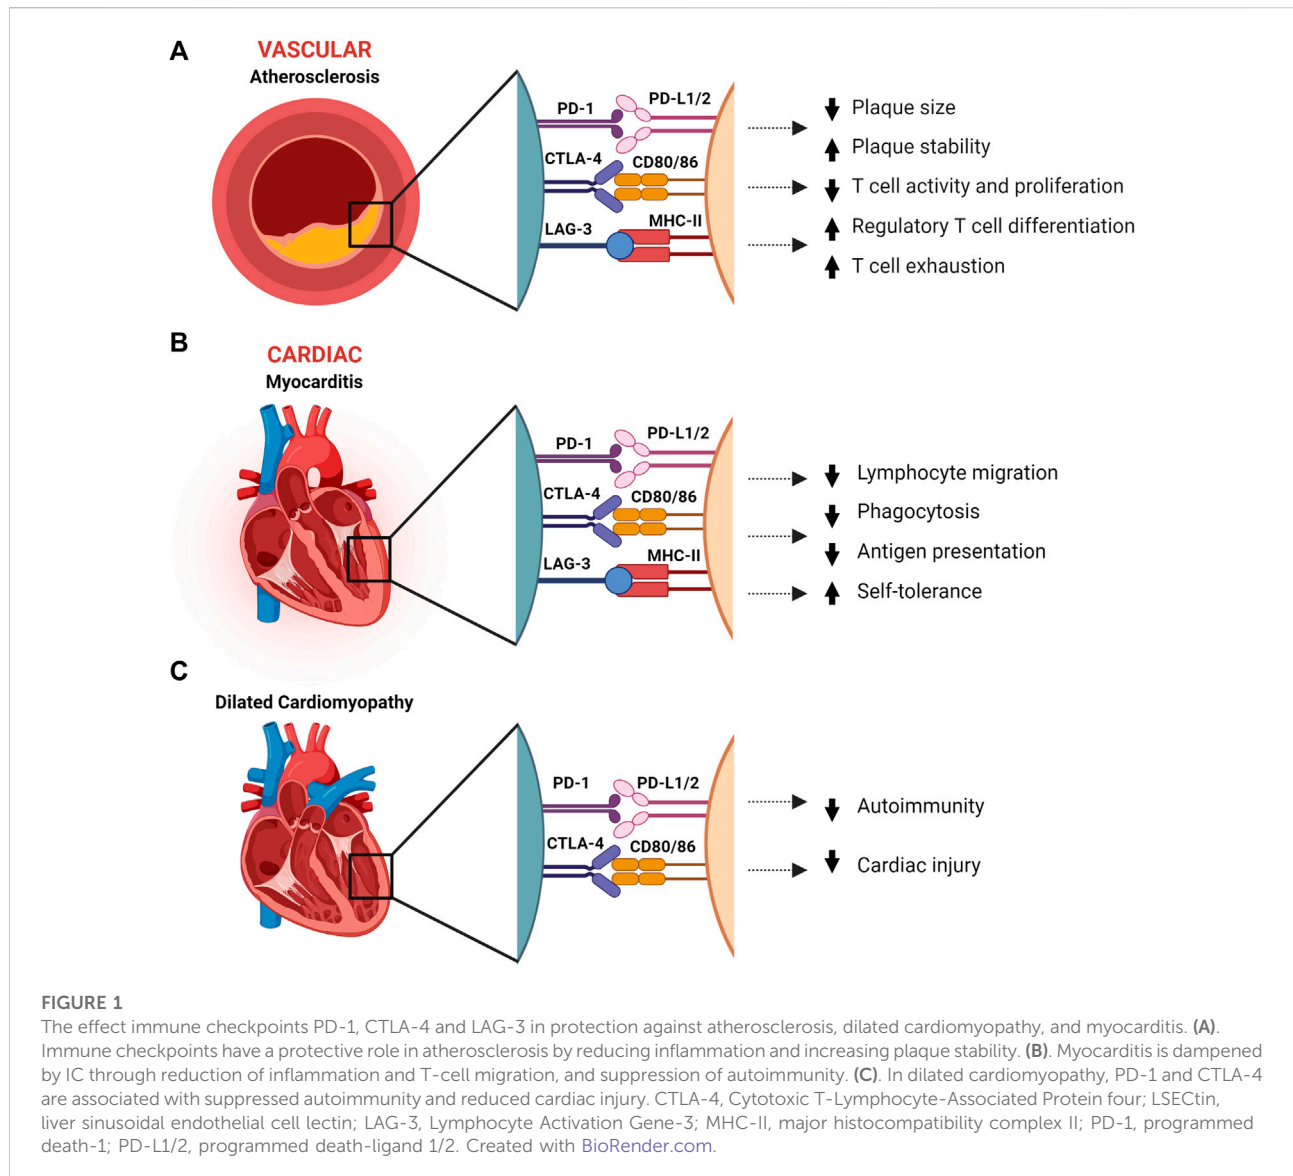 A
VASCULAR
Atherosclerosis
PD-1
PD-L1/2
CTLA-4
CD80/86
LAG-3
MHC-II
Plaque size
Plaque stability
T cell activity and proliferation
Regulatory T cell differentiation
T cell exhaustion
B
CARDIAC
Myocarditis
PD-1
PD-L1/2
CTLA-4
CD80/86
LAG-3
MHC-II
Lymphocyte migration
Phagocytosis
Antigen presentation
Self-tolerance
C
Dilated Cardiomyopathy
PD-1
PD-L1/2
CTLA-4
CD80/86
Autoimmunity
Cardiac injury
FIGURE 1
The effect immune checkpoints PD-1, CTLA-4 and LAG-3 in protection against atherosclerosis, dilated cardiomyopathy, and myocarditis. (A).
Immune checkpoints have a protective role in atherosclerosis by reducing inflammation and increasing plaque stability. (B). Myocarditis is dampened
by IC through reduction of inflammation and T-cell migration, and suppression of autoimmunity. (C). In dilated cardiomyopathy, PD-1 and CTLA-4
are associated with suppressed autoimmunity and reduced cardiac injury. CTLA-4, Cytotoxic T-Lymphocyte-Associated Protein four; LSECtin,
liver sinusoidal endothelial cell lectin; LAG-3, Lymphocyte Activation Gene-3; MHC-II, major histocompatibility complex II; PD-1, programmed
death-1; PD-L1/2, programmed death-ligand 1/2. Created with BioRender.com.